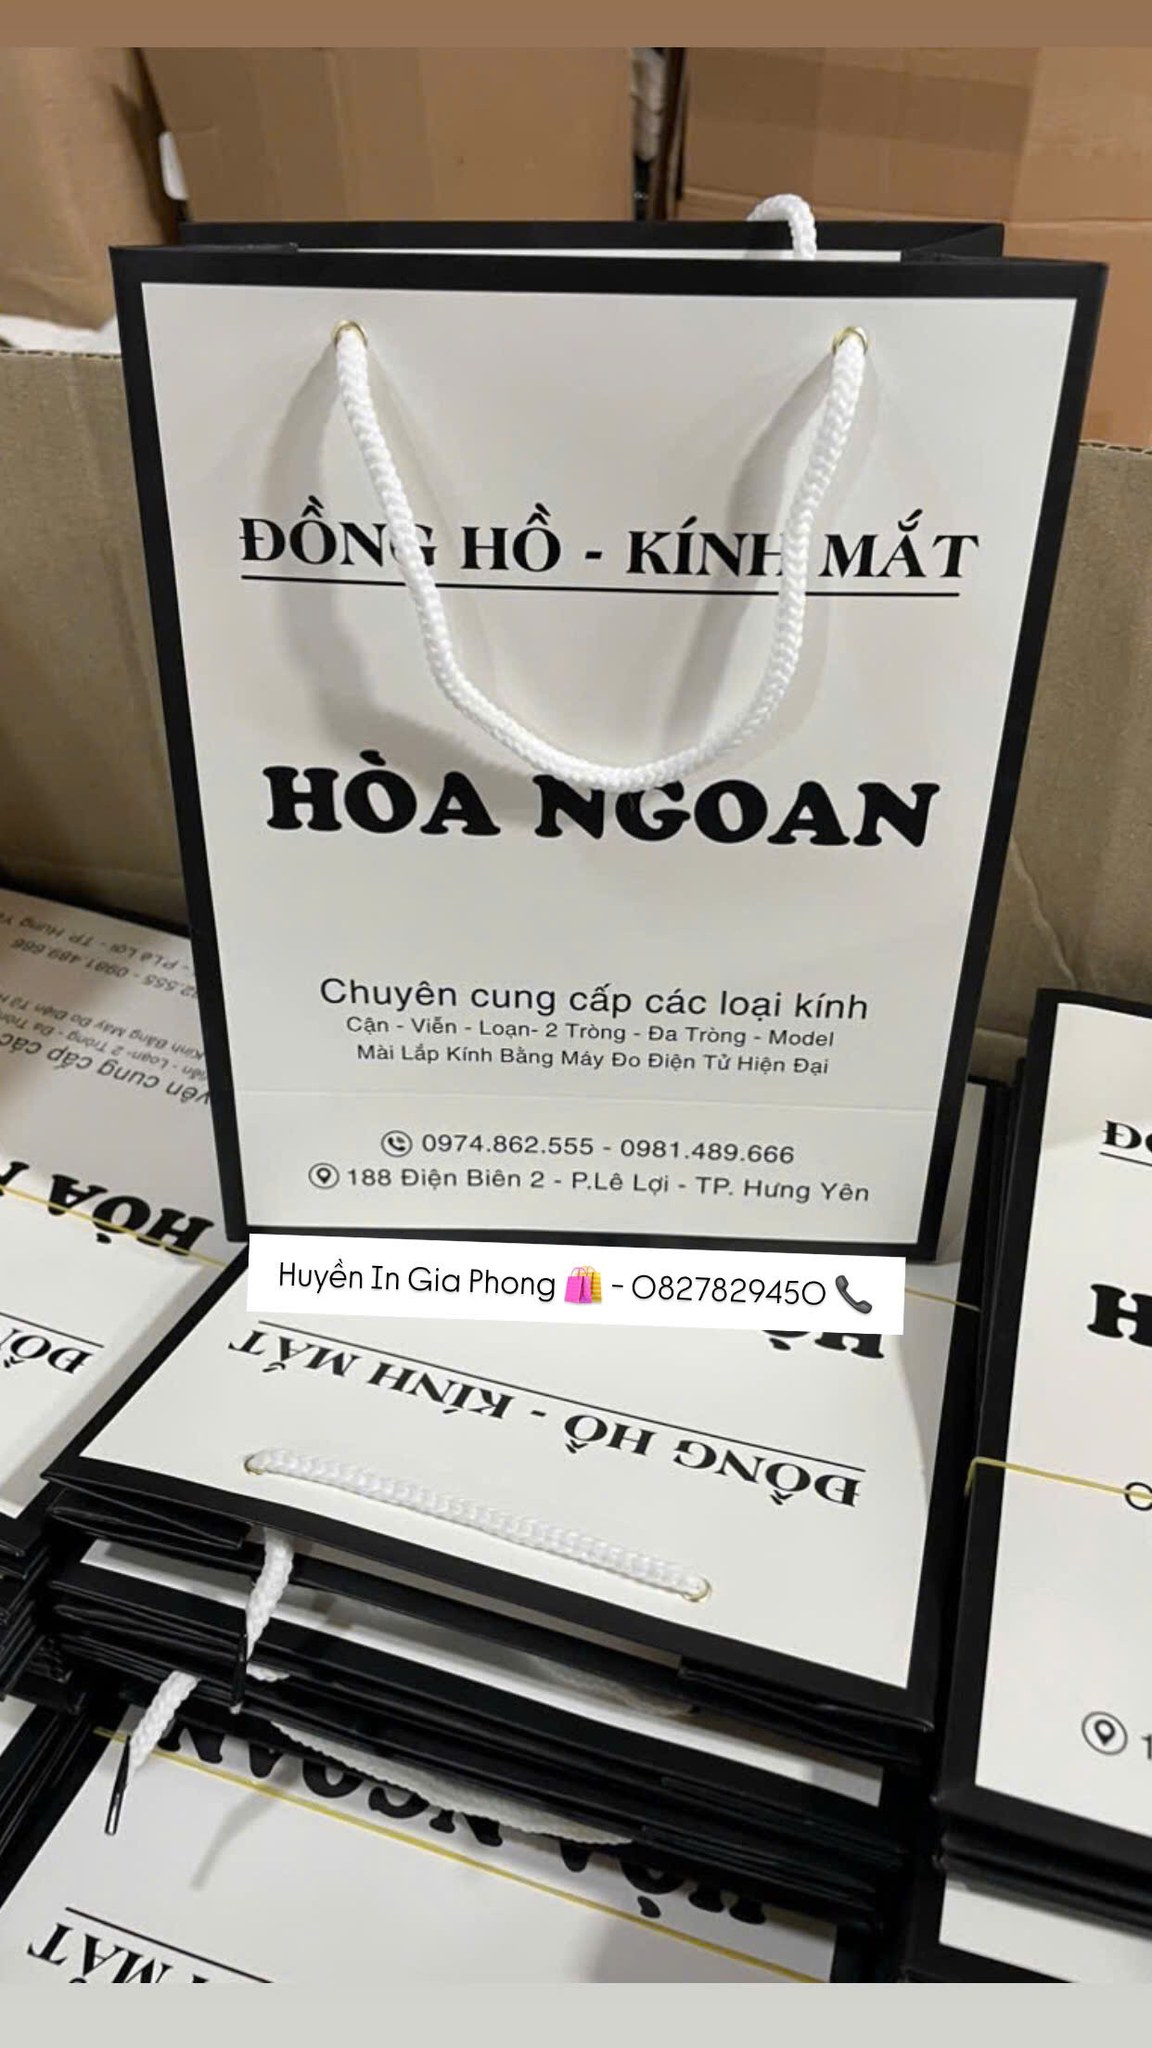 ĐỒNG HỒ - KÍNH MẮT
HÒA NGOAN
Chuyên cung cấp các loại kính
Cận - Viễn - Loạn- 2 Tròng - Đa Tròng - Model
Mài Lắp Kính Bằng Máy Đo Điện Tử Hiện Đại
0974.862.555 - 0981.489.666
188 Điện Biên 2 - P.Lê Lợi - TP. Hưng Yên
Huyền In Gia Phong 🛍️ - 0827829450 📞
ĐỒNG HỒ - KÍNH MẮT